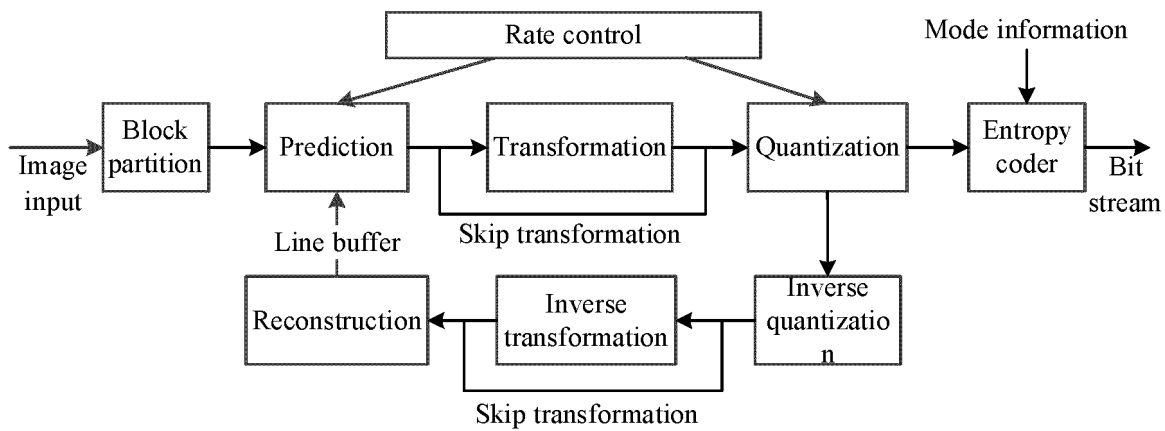 Rate control
Mode information
Image
input
Block
partition
Prediction
Transformation
Quantization
Entropy
coder
Bit
stream
Skip transformation
Line buffer
Reconstruction
Inverse
transformation
Inverse
quantizatio
n
Skip transformation